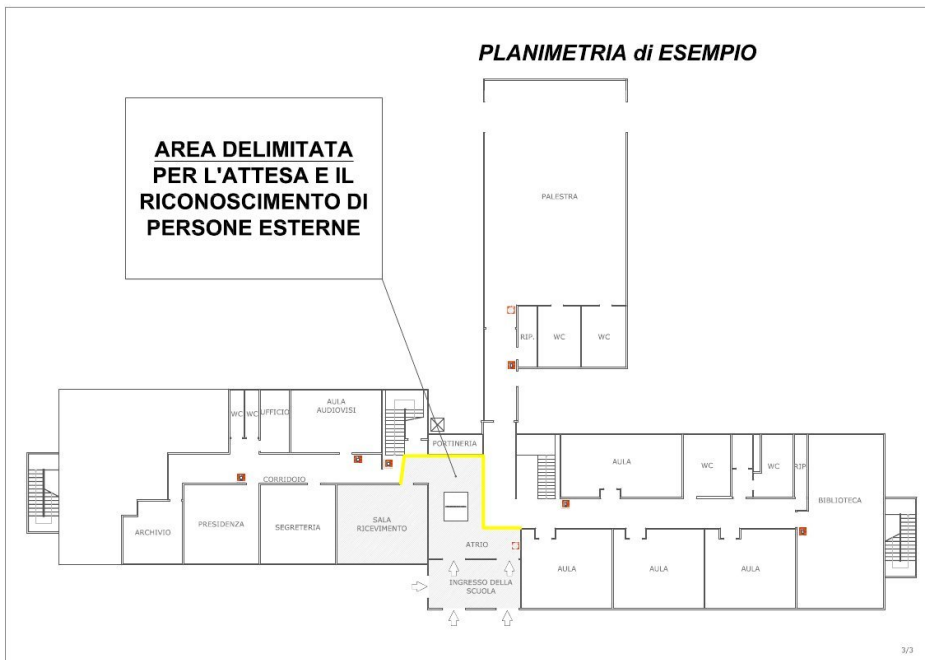 PLANIMETRIA di ESEMPIO
AREA DELIMITATA
PER L'ATTESA E IL
RICONOSCIMENTO DI
PERSONE ESTERNE
PALESTRA
RIP.
WC
WC
WC
WC
UFFICIO
AULA
AUDIOVISI
PORTINERIA
AULA
WC
WC
RIP
BIBLIOTECA
CORRIDOIO
ARCHIVIO
PRESIDENZA
SEGRETERIA
SALA
RICEVIMENTO
ATRIO
INGRESSO DELLA
SCUOLA
AULA
AULA
AULA
3/3